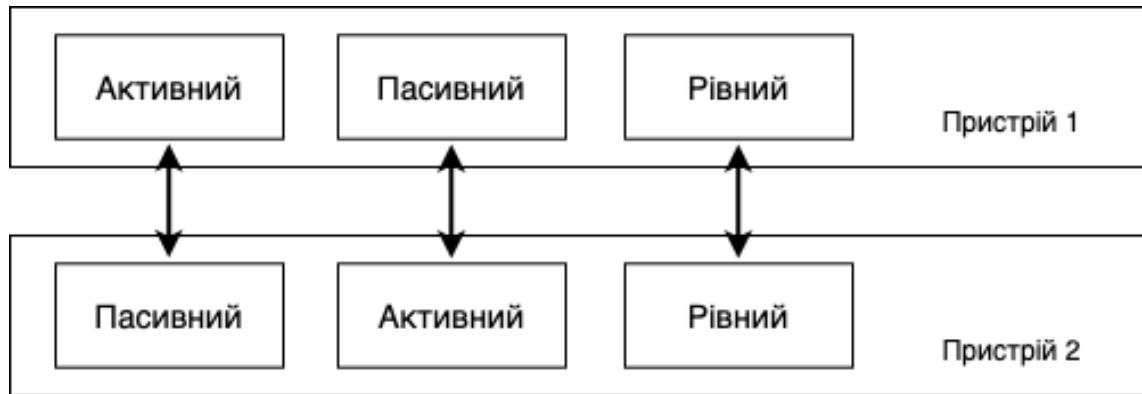 Активний
Пасивний
Рівний
Пристрій 1
Пасивний
Активний
Рівний
Пристрій 2